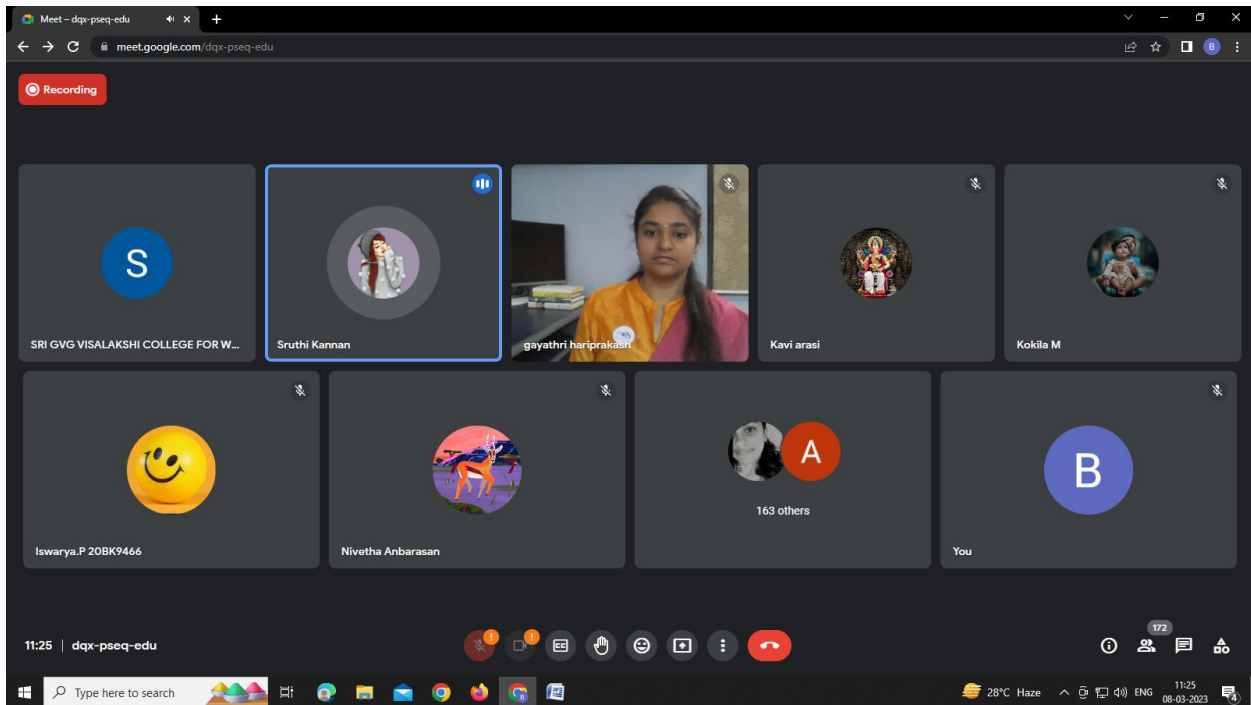 Meet – dqx-pseq-edu
meet.google.com/dqx-pseq-edu
B
Recording
S
SRI GVG VISALAKSHI COLLEGE FOR W...
Sruthi Kannan
gayathri hariprakash
Kavi arasi
Kokila M
Iswarya.P 20BK9466
Nivetha Anbarasan
A
163 others
B
You
11:25 | dqx-pseq-edu
CC
172
Type here to search
28°C Haze
ENG
11:25
08-03-2023
4